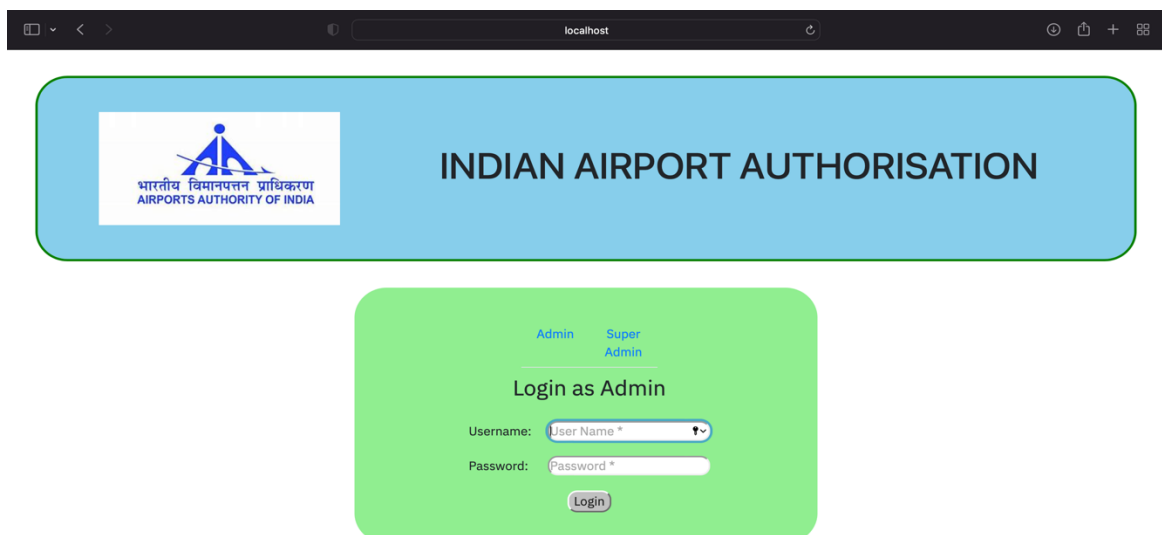 localhost
भारतीय विमानपत्तन प्राधिकरण
AIRPORTS AUTHORITY OF INDIA
INDIAN AIRPORT AUTHORISATION
Admin Super
Admin
Login as Admin
Username: User Name *
Password: Password *
Login